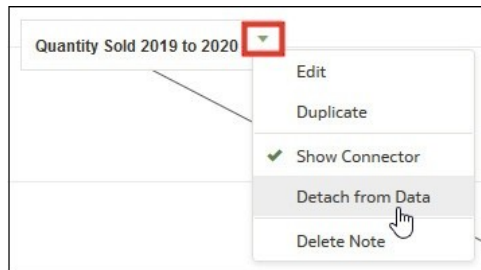 Quantity Sold 2019 to 2020
Edit
Duplicate
Show Connector
Detach from Data
Delete Note